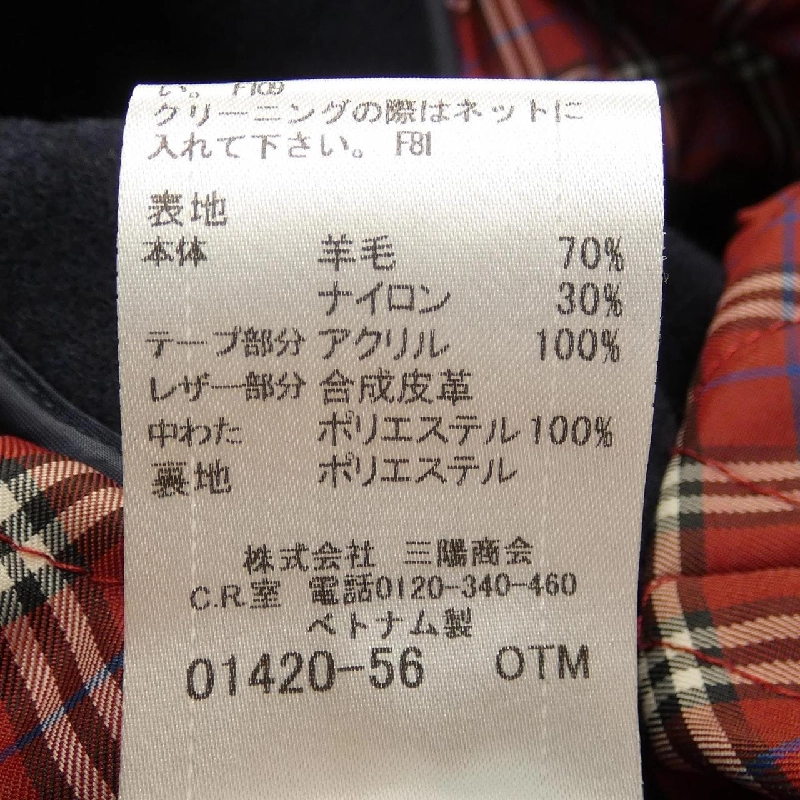 い。 F109
クリーニングの際はネットに
入れて下さい。 F81
表地
本体 羊毛 70%
ナイロン 30%
テープ部分 アクリル 100%
レザー部分 合成皮革
中わた ポリエステル 100%
裏地 ポリエステル
株式会社 三陽商会
C.R.室 電話0120-340-460
ベトナム製
01420-56 OTM